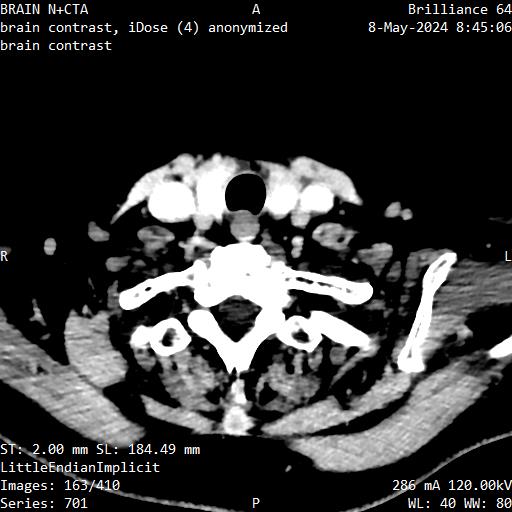 BRAIN N+CTA
A
Brilliance 64
brain contrast, iDose (4) anonymized
8-May-2024 8:45:06
brain contrast
R
L
ST: 2.00 mm SL: 184.49 mm
LittleEndianImplicit
Images: 163/410
286 mA 120.00kV
Series: 701
P
WL: 40 WW: 80